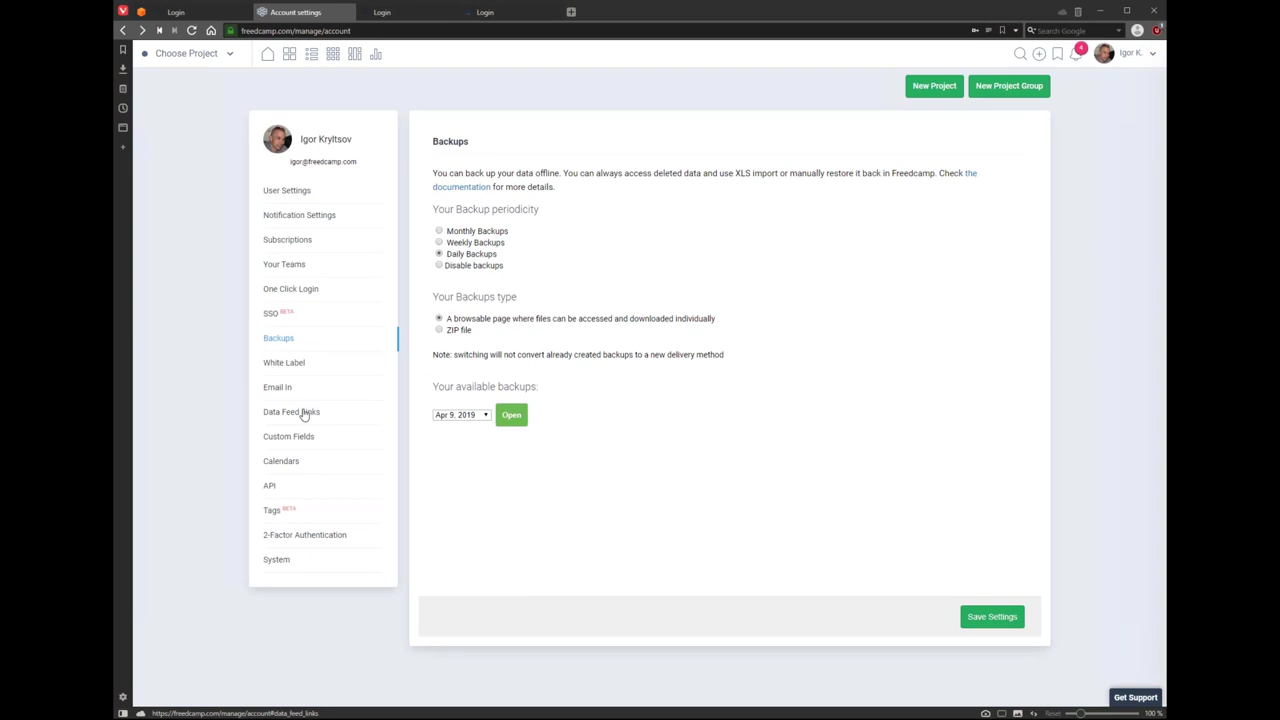 Login
Account settings
Login
Login
freedcamp.com/manage/account
Search Google
Choose Project
4
Igor K.
New Project
New Project Group
Igor Kryltsov
igor@freedcamp.com
User Settings
Notification Settings
Subscriptions
Your Teams
One Click Login
SSO BETA
Backups
White Label
Email In
Data Feed Links
Custom Fields
Calendars
API
Tags BETA
2-Factor Authentication
System
Backups
You can back up your data offline. You can always access deleted data and use XLS import or manually restore it back in Freedcamp. Check the
documentation for more details.
Your Backup periodicity
Monthly Backups
Weekly Backups
Daily Backups
Disable backups
Your Backups type
A browsable page where files can be accessed and downloaded individually
ZIP file
Note: switching will not convert already created backups to a new delivery method
Your available backups:
Apr 9, 2019
Open
Save Settings
Get Support
https://freedcamp.com/manage/account#data_feed_links
Reset
100 %